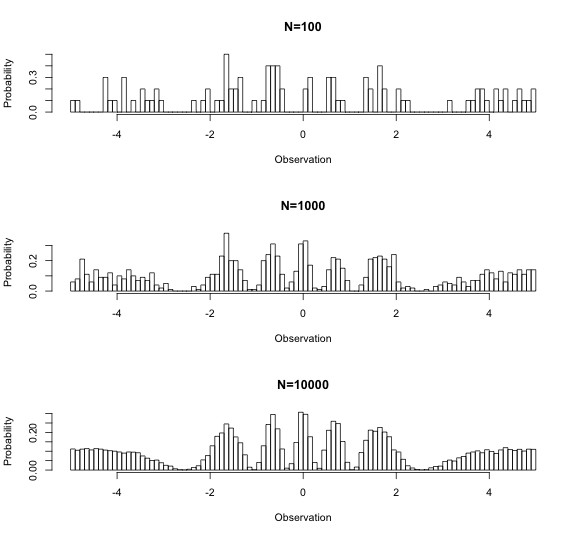 N=100
Probability
0.3
0.0
-4 -2 0 2 4
Observation
N=1000
Probability
0.2
0.0
-4 -2 0 2 4
Observation
N=10000
Probability
0.20
0.00
-4 -2 0 2 4
Observation